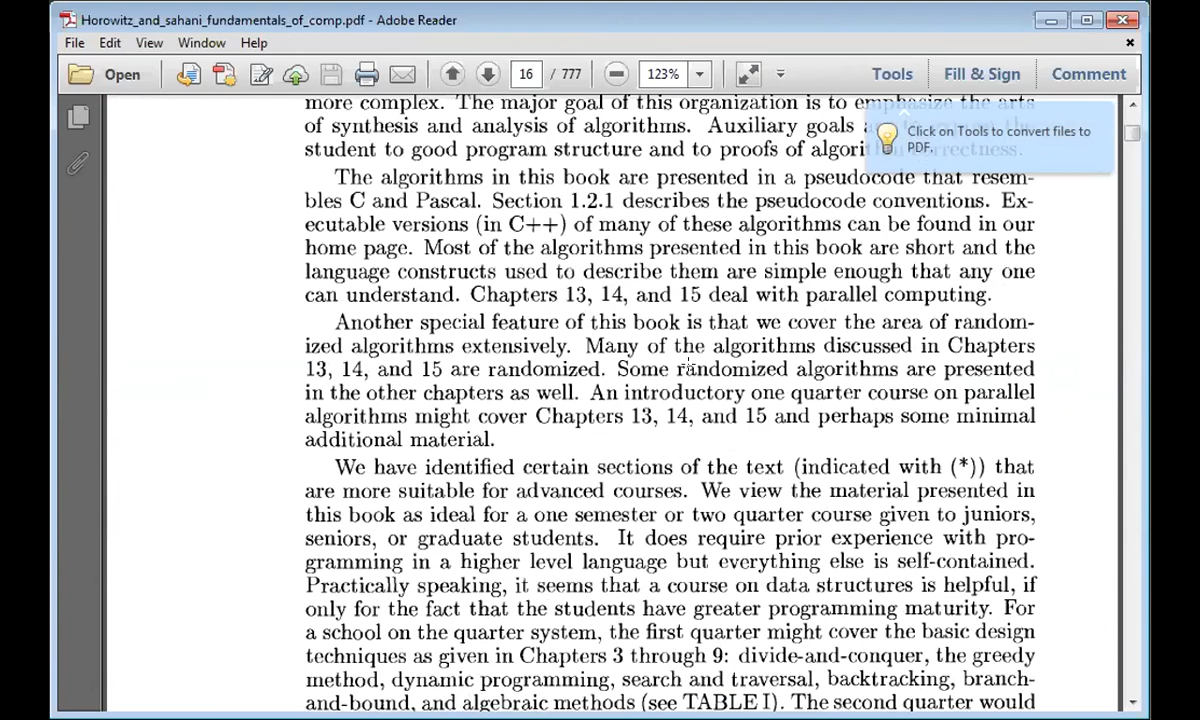 Horowitz_and_sahani_fundamentals_of_comp.pdf - Adobe Reader
File Edit View Window Help
Open 16 / 777 123% Tools Fill & Sign Comment
more complex. The major goal of this organization is to emphasize the arts
of synthesis and analysis of algorithms. Auxiliary goals
student to good program structure and to proofs of algorithm correctness.
Click on Tools to convert files to
PDF.
The algorithms in this book are presented in a pseudocode that resem-
bles C and Pascal. Section 1.2.1 describes the pseudocode conventions. Ex-
ecutable versions (in C++) of many of these algorithms can be found in our
home page. Most of the algorithms presented in this book are short and the
language constructs used to describe them are simple enough that any one
can understand. Chapters 13, 14, and 15 deal with parallel computing.
Another special feature of this book is that we cover the area of random-
ized algorithms extensively. Many of the algorithms discussed in Chapters
13, 14, and 15 are randomized. Some randomized algorithms are presented
in the other chapters as well. An introductory one quarter course on parallel
algorithms might cover Chapters 13, 14, and 15 and perhaps some minimal
additional material.
We have identified certain sections of the text (indicated with (*)) that
are more suitable for advanced courses. We view the material presented in
this book as ideal for a one semester or two quarter course given to juniors,
seniors, or graduate students. It does require prior experience with pro-
gramming in a higher level language but everything else is self-contained.
Practically speaking, it seems that a course on data structures is helpful, if
only for the fact that the students have greater programming maturity. For
a school on the quarter system, the first quarter might cover the basic design
techniques as given in Chapters 3 through 9: divide-and-conquer, the greedy
method, dynamic programming, search and traversal, backtracking, branch-
and-bound, and algebraic methods (see TABLE I). The second quarter would